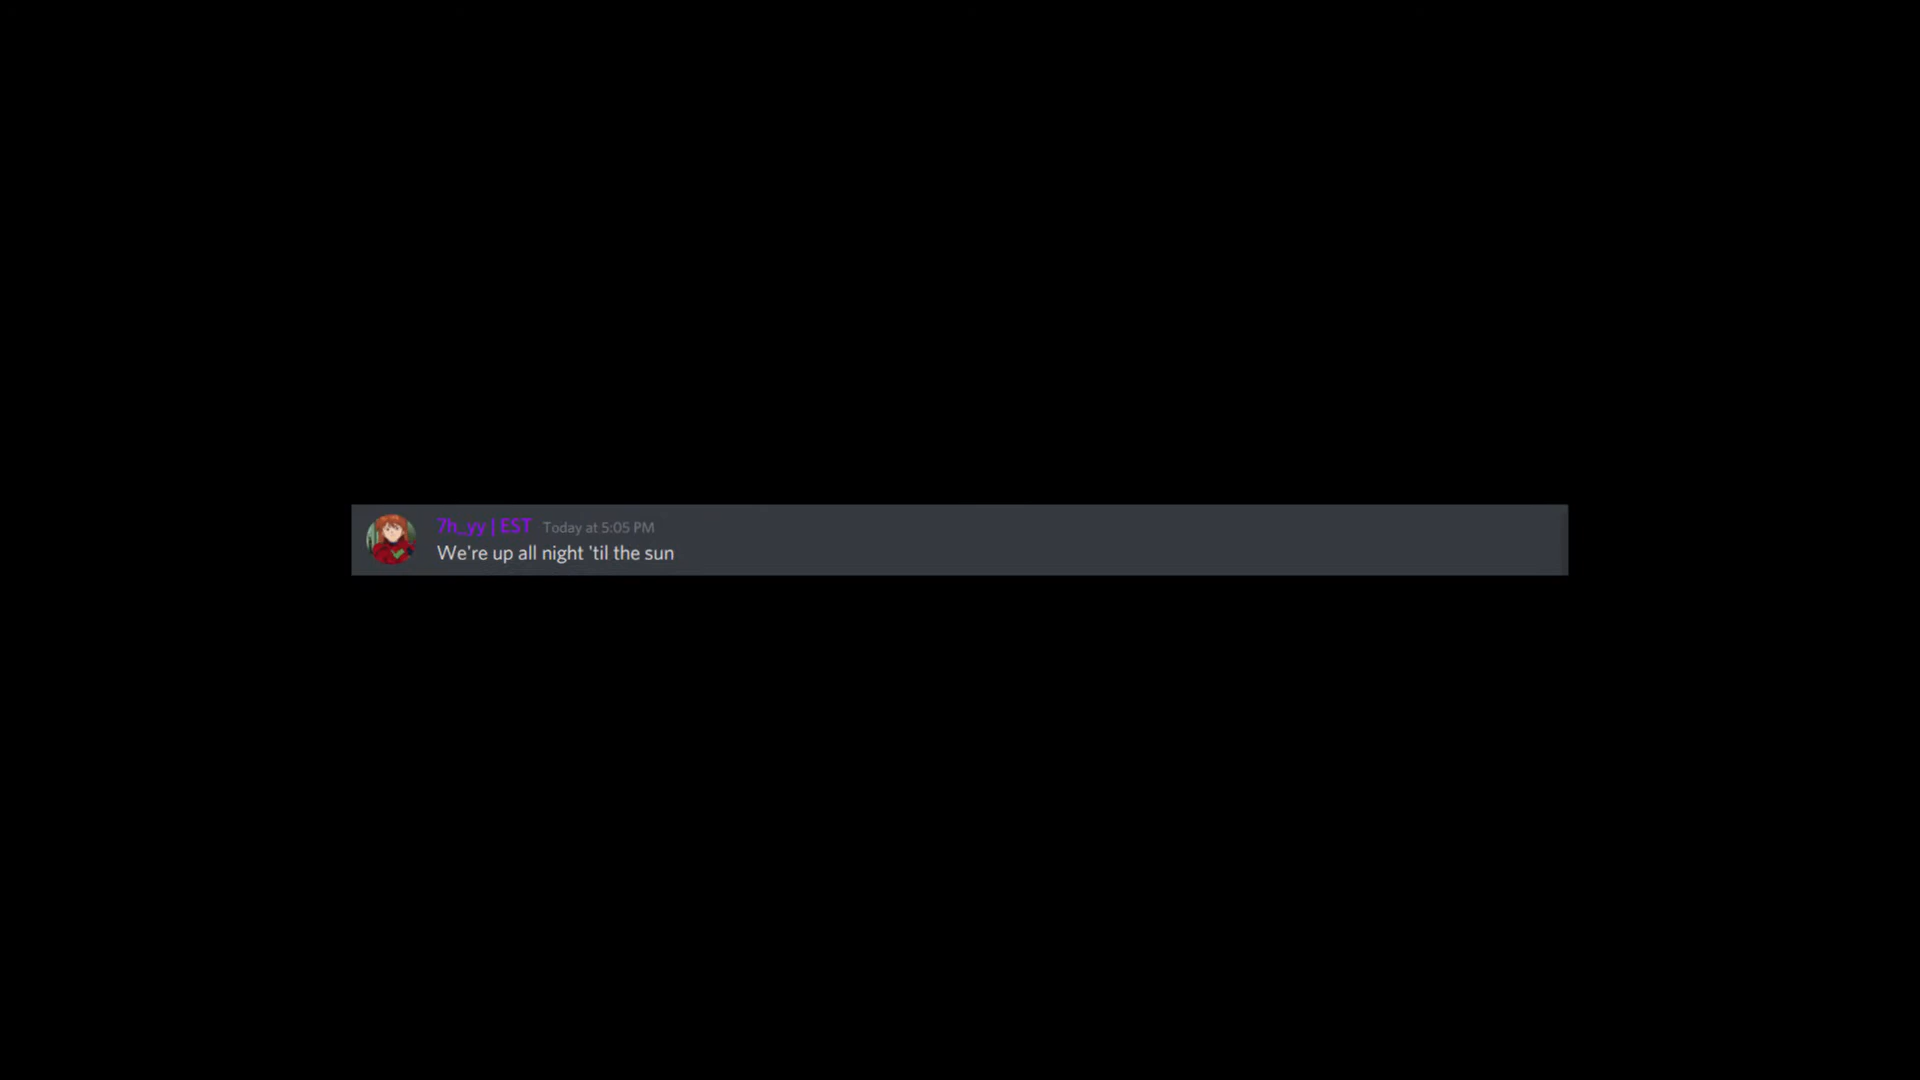 7h_yy | EST Today at 5:05 PM
We're up all night 'til the sun